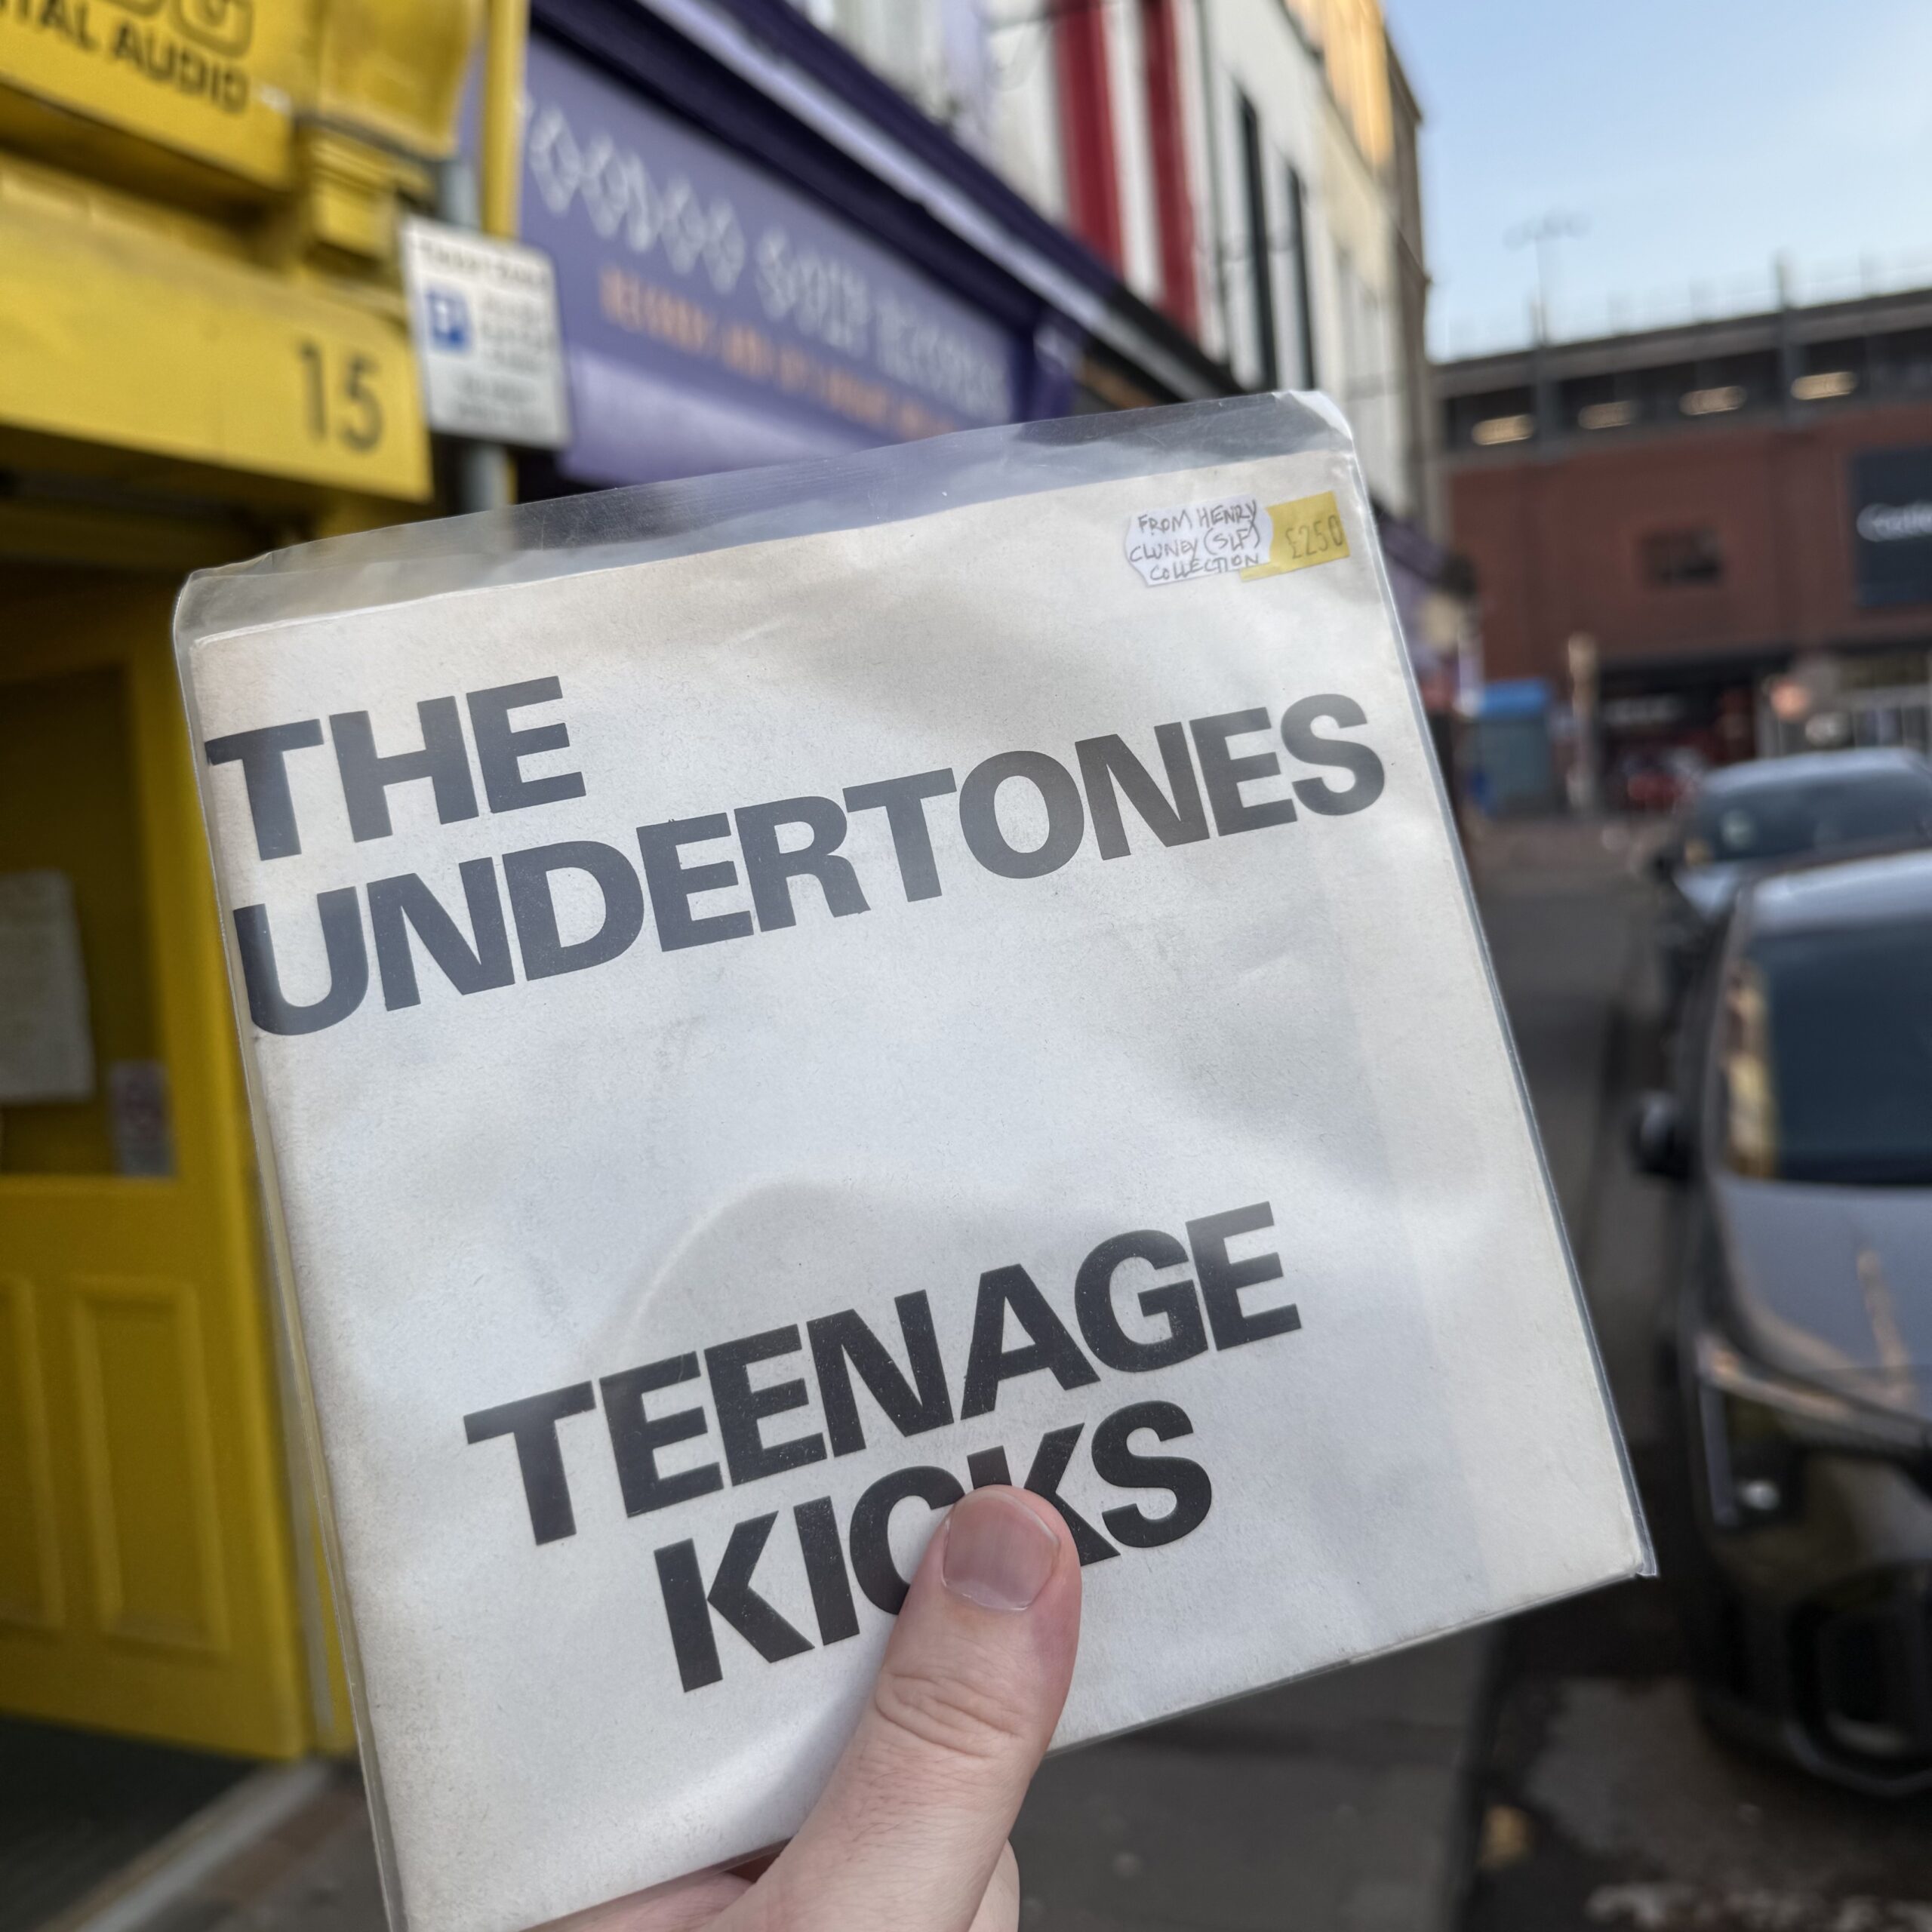 ITAL AUDIO
15
FROM HENRY
CLUNEY (SLF)
COLLECTION
£250
THE
UNDERTONES
TEENAGE
KICKS